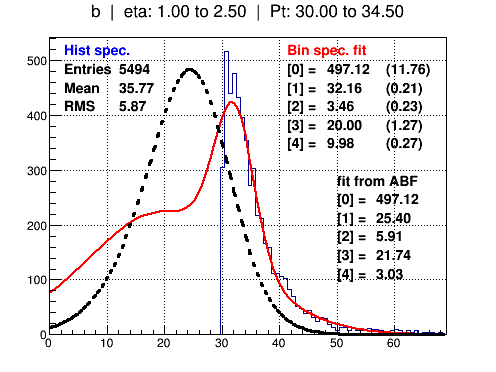 b | eta: 1.00 to 2.50 | Pt: 30.00 to 34.50
Hist spec.
Entries 5494
Mean 35.77
RMS 5.87
Bin spec. fit
[0] = 497.12 (11.76)
[1] = 32.16 (0.21)
[2] = 3.46 (0.23)
[3] = 20.00 (1.27)
[4] = 9.98 (0.27)
fit from ABF
[0] = 497.12
[1] = 25.40
[2] = 5.91
[3] = 21.74
[4] = 3.03
500
400
300
200
100
0
0 10 20 30 40 50 60